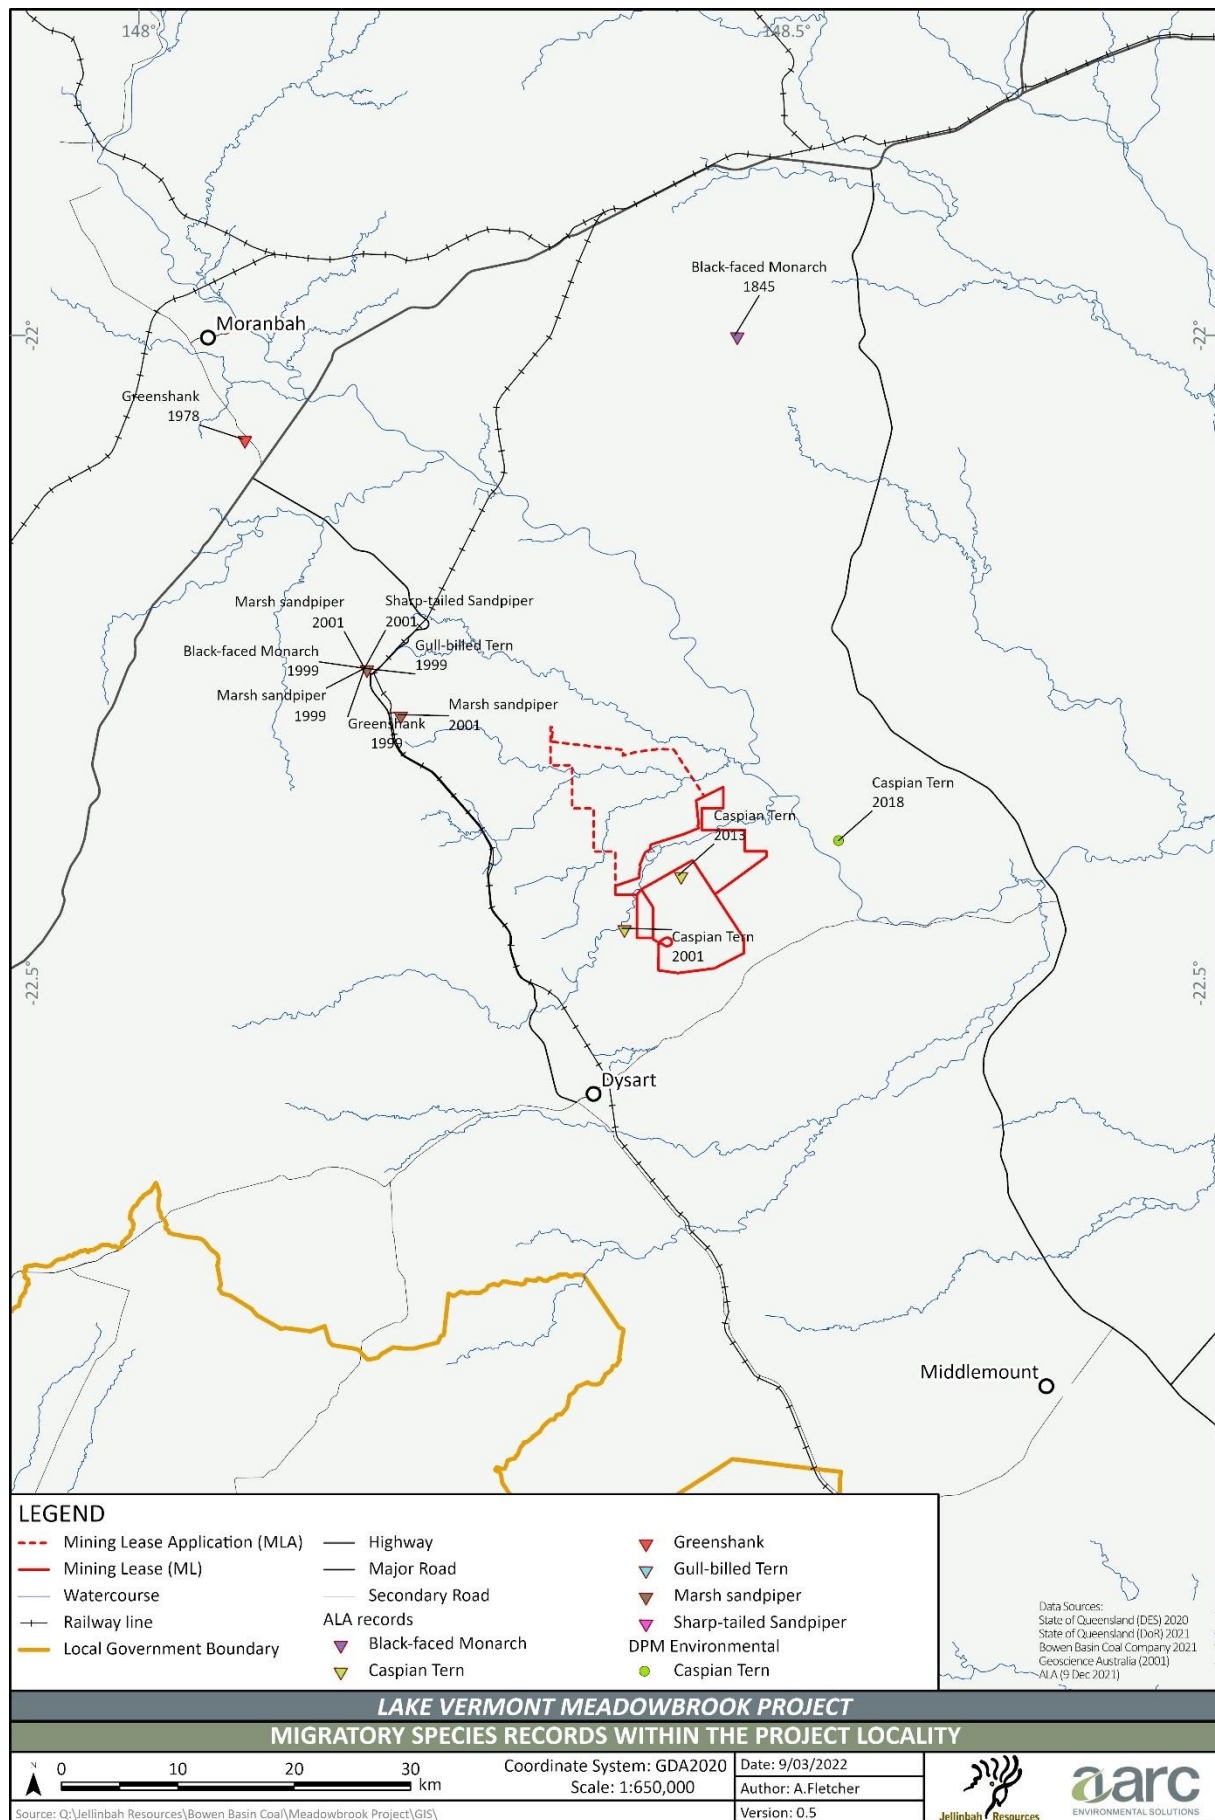 148°
148.5°
Black-faced Monarch
1845
-22°
-22°
Moranbah
Greenshank
1978
Marsh sandpiper
2001
Sharp-tailed Sandpiper
2001
Black-faced Monarch
1999
Gull-billed Tern
1999
Marsh sandpiper
1999
Greenshank
1999
Marsh sandpiper
2001
Caspian Tern
2018
Caspian Tern
2013
Caspian Tern
2001
-22.5°
-22.5°
Dysart
Middlemount
LEGEND
Mining Lease Application (MLA)
Mining Lease (ML)
Watercourse
Railway line
Local Government Boundary
Highway
Major Road
Secondary Road
ALA records
Black-faced Monarch
Caspian Tern
Greenshank
Gull-billed Tern
Marsh sandpiper
Sharp-tailed Sandpiper
DPM Environmental
Caspian Tern
Data Sources:
State of Queensland (DES) 2020
State of Queensland (DoR) 2021
Bowen Basin Coal Company 2021
Geoscience Australia (2001)
ALA (9 Dec 2021)
LAKE VERMONT MEADOWBROOK PROJECT
MIGRATORY SPECIES RECORDS WITHIN THE PROJECT LOCALITY
N
0 10 20 30 km
Coordinate System: GDA2020
Scale: 1:650,000
Date: 9/03/2022
Author: A.Fletcher
Version: 0.5
Source: Q:\Jellinbah Resources\Bowen Basin Coal\Meadowbrook Project\GIS\
Jellinbah Resources
aarc
ENVIRONMENTAL SOLUTIONS